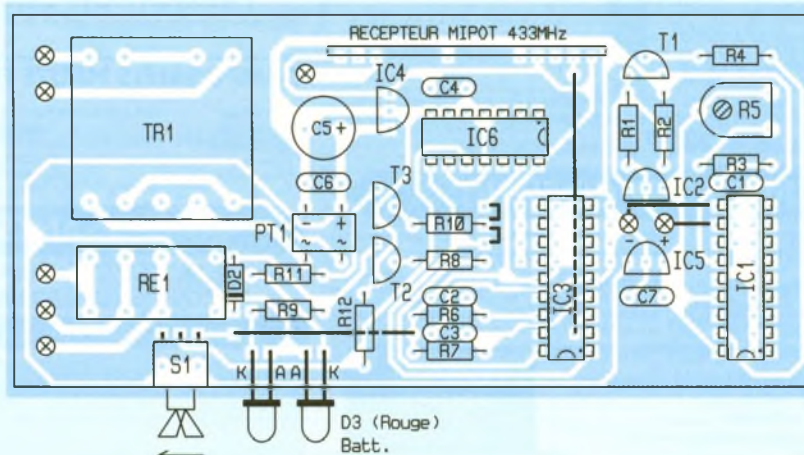 RECEPTEUR MIPOT 433MHz
T1
R4
IC4
C4
TR1
C5+
IC6
R1
R2
R5
R3
C6
T3
IC2
C1
PT1
- +
~ ~
R10
- +
RE1
D2
R11
R8
IC3
IC5
IC1
T2
R9
R12
C2
R6
C7
C3
R7
S1
K A A K
D3 (Rouge)
Batt.